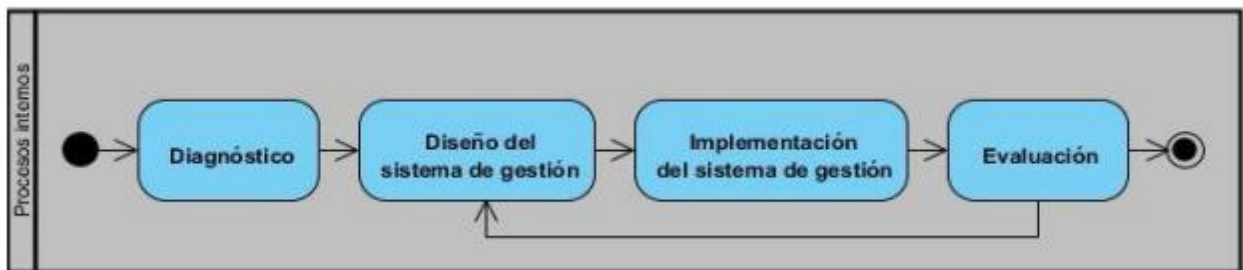 Procesos internos
Diagnóstico
Diseño del
sistema de gestión
Implementación
del sistema de gestión
Evaluación